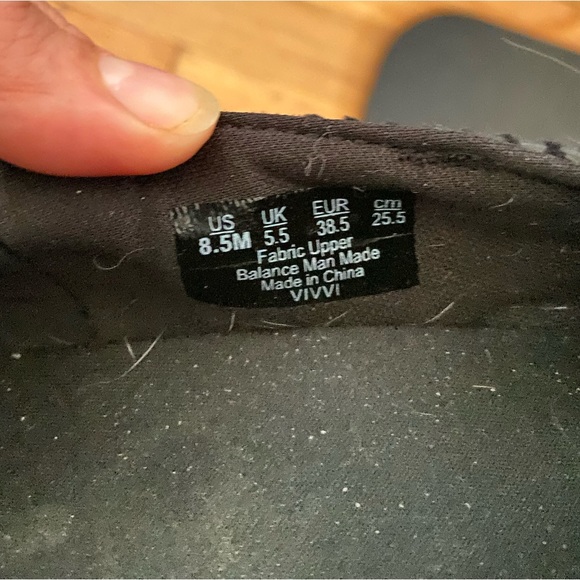 US UK EUR cm
8.5M 5.5 38.5 25.5
Fabric Upper
Balance Man Made
Made in China
VIVVI